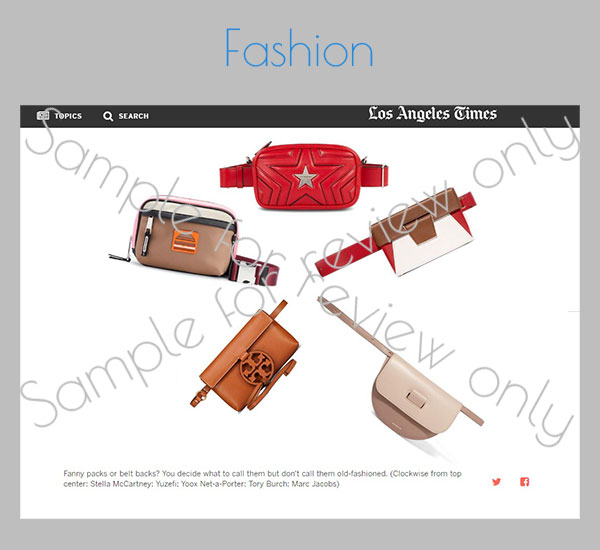 Fashion
TOPICS SEARCH Los Angeles Times
Sample for review only
Sample for review only
Fanny packs or belt backs? You decide what to call them but don't call them old-fashioned. (Clockwise from top
center: Stella McCartney; Yuzefi; Yoox Net-a-Porter; Tory Burch; Marc Jacobs)